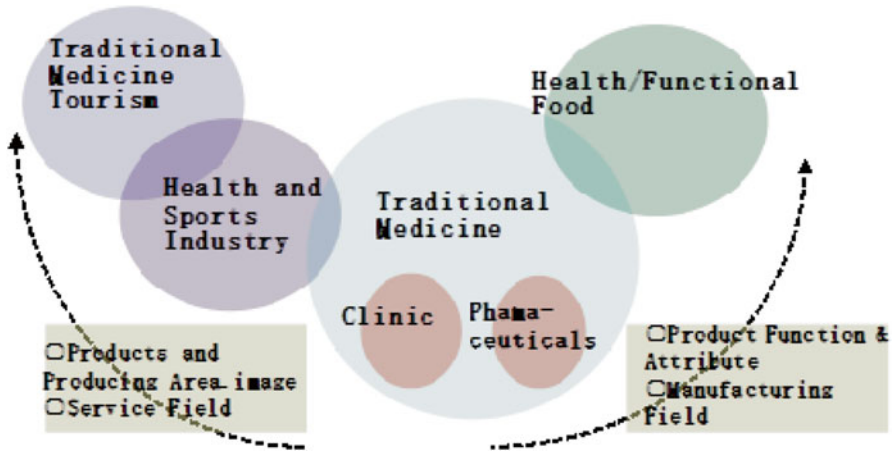 Traditional
Medicine
Tourism
Health/Functional
Food
Health and
Sports
Industry
Traditional
Medicine
Clinic
Phama-
ceuticals
○Products and
Producing Area-image
○Service Field
○Product Function &
Attribute
○Manufacturing
Field